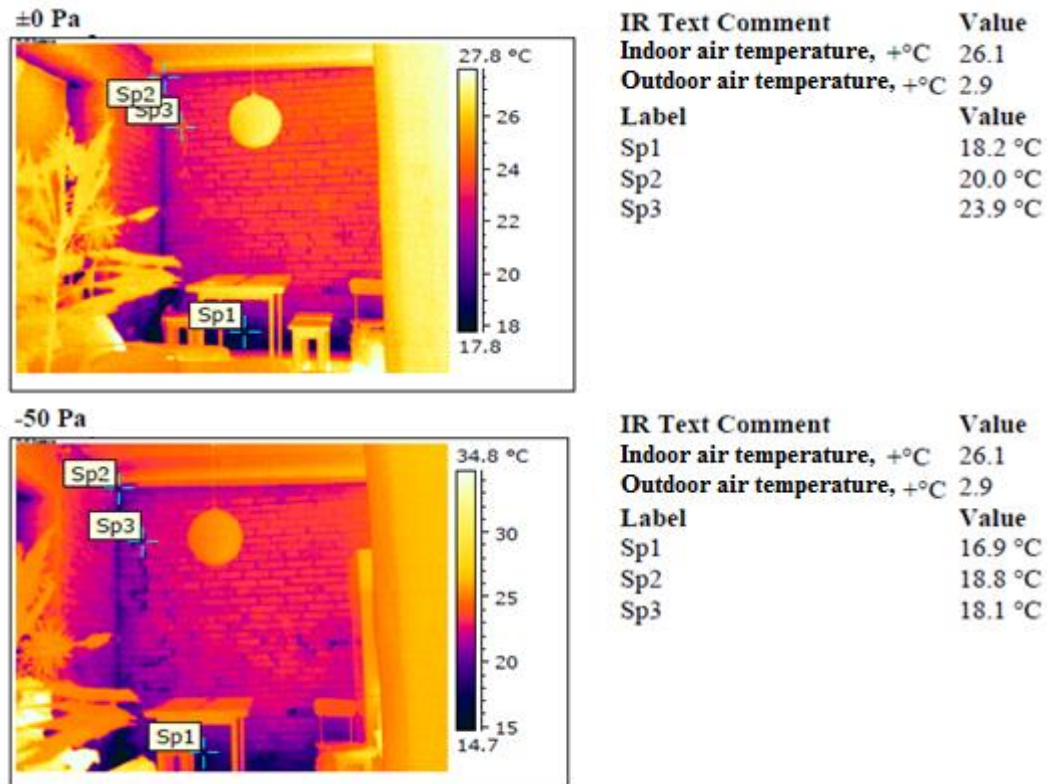 ±0 Pa
27.8 °C
26
24
22
20
18
17.8
Sp2
Sp3
Sp1
IR Text Comment Value
Indoor air temperature, +°C 26.1
Outdoor air temperature, +°C 2.9
Label Value
Sp1 18.2 °C
Sp2 20.0 °C
Sp3 23.9 °C
-50 Pa
34.8 °C
30
25
20
15
14.7
Sp2
Sp3
Sp1
IR Text Comment Value
Indoor air temperature, +°C 26.1
Outdoor air temperature, +°C 2.9
Label Value
Sp1 16.9 °C
Sp2 18.8 °C
Sp3 18.1 °C